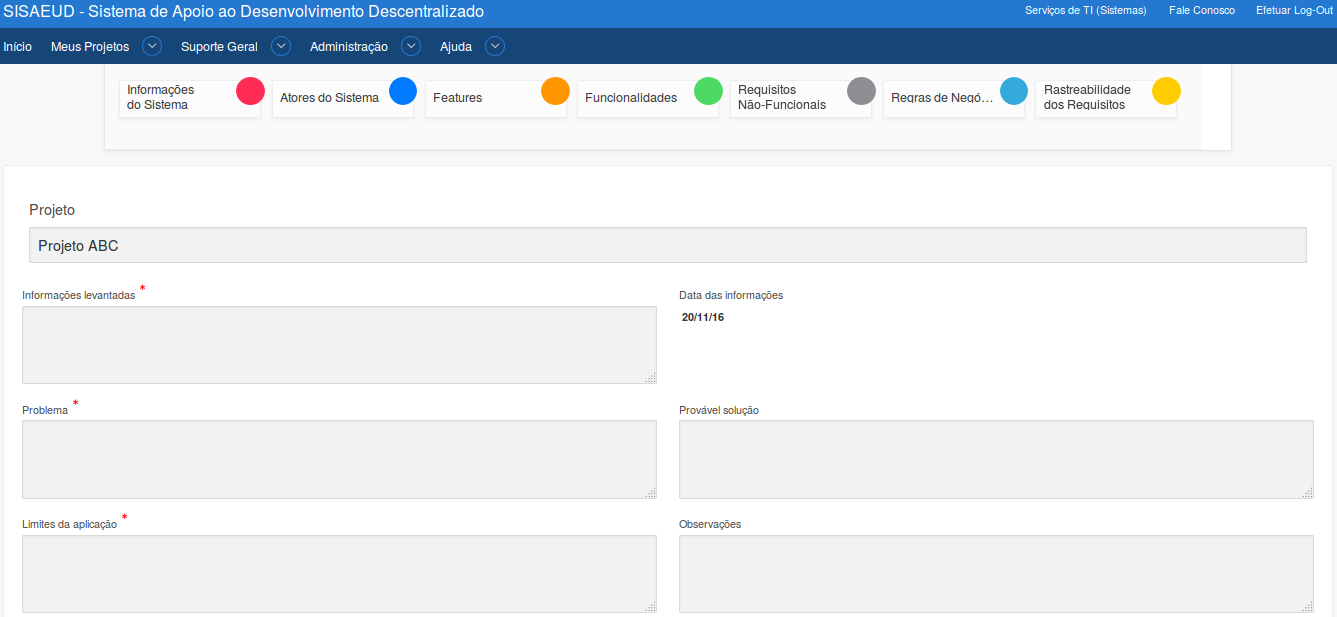 SISAEUD - Sistema de Apoio ao Desenvolvimento Descentralizado
Serviços de TI (Sistemas) Fale Conosco Efetuar Log-Out
Início Meus Projetos Suporte Geral Administração Ajuda
Informações
do Sistema
Atores do Sistema
Features
Funcionalidades
Requisitos
Não-Funcionais
Regras de Negó...
Rastreabilidade
dos Requisitos
Projeto
Projeto ABC
Informações levantadas *
Data das informações
20/11/16
Problema *
Provável solução
Limites da aplicação *
Observações